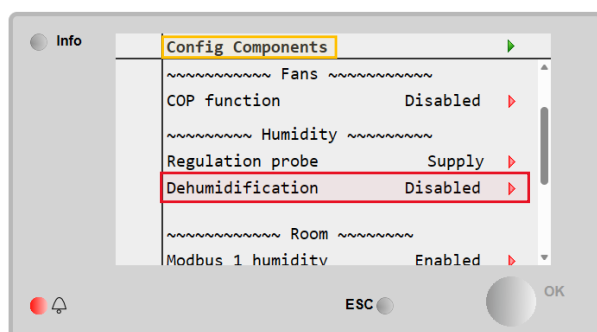 Info
Config Components
~~~~~~~~~~~ Fans ~~~~~~~~~~~
COP function Disabled
~~~~~~~~~ Humidity ~~~~~~~~~
Regulation probe Supply
Dehumidification Disabled
~~~~~~~~~~~~ Room ~~~~~~~~
Modbus 1 humidity Enabled
ESC
OK